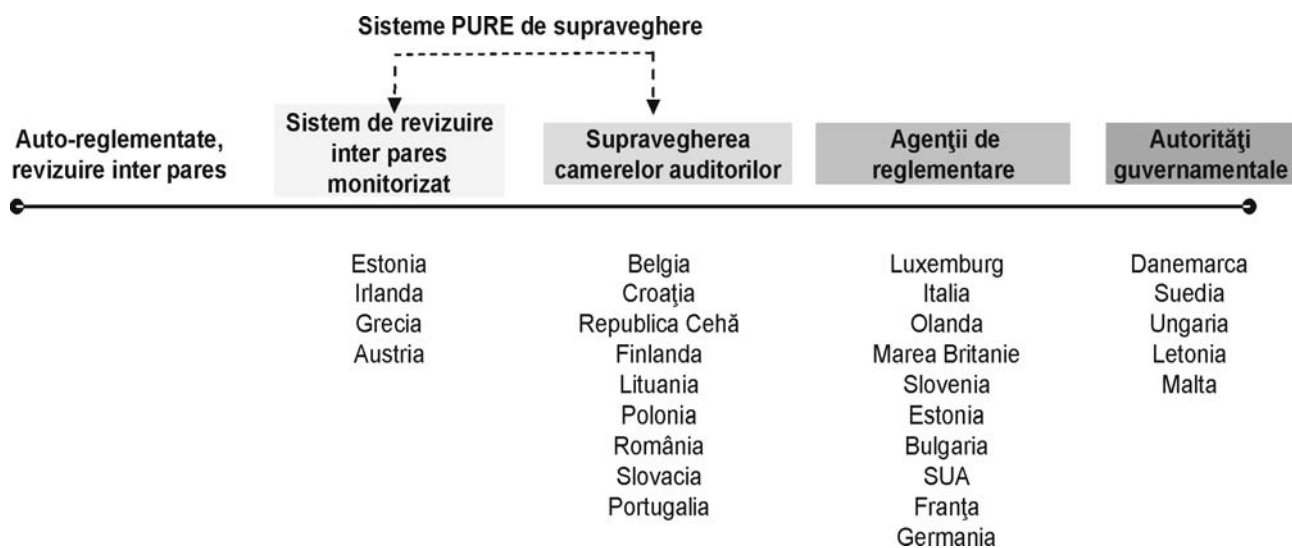 Sisteme PURE de supraveghere
Auto-reglementate,
revizuire inter pares
Sistem de revizuire
inter pares
monitorizat
Supravegherea
camerelor auditorilor
Agenţii de
reglementare
Autorităţi
guvernamentale
Estonia
Irlanda
Grecia
Austria
Belgia
Croaţia
Republica Cehă
Finlanda
Lituania
Polonia
România
Slovacia
Portugalia
Luxemburg
Italia
Olanda
Marea Britanie
Slovenia
Estonia
Bulgaria
SUA
Franţa
Germania
Danemarca
Suedia
Ungaria
Letonia
Malta